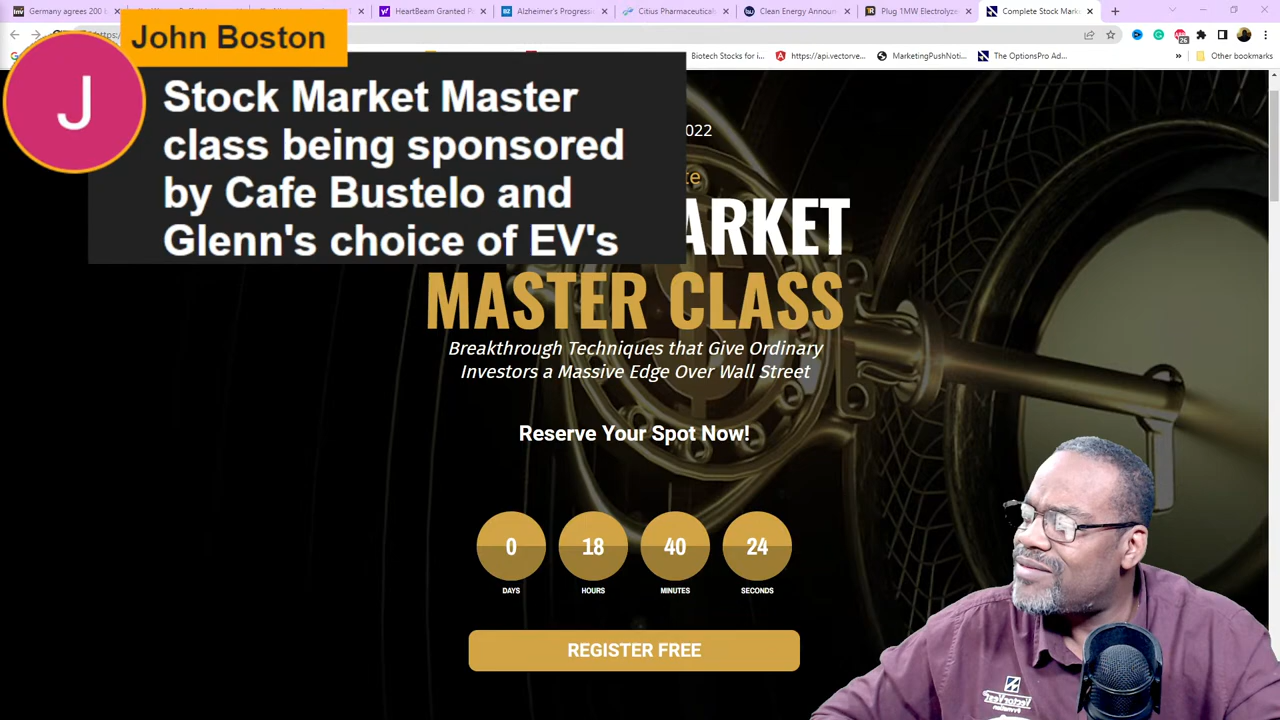 Germany agrees 200 b
HeartBeam Granted P
Alzheimer's Progressi
Citius Pharmaceutical
Clean Energy Announ
Plug 1MW Electrolyze
Complete Stock Mark
John Boston
Biotech Stocks for i...
https://api.vectorve...
MarketingPushNoti...
The OptionsPro Ad...
Other bookmarks
J
Stock Market Master
class being sponsored
by Cafe Bustelo and
Glenn's choice of EV's
022
te
ARKET
MASTER CLASS
Breakthrough Techniques that Give Ordinary
Investors a Massive Edge Over Wall Street
Reserve Your Spot Now!
0 18 40 24
DAYS HOURS MINUTES SECONDS
REGISTER FREE
VectorVest